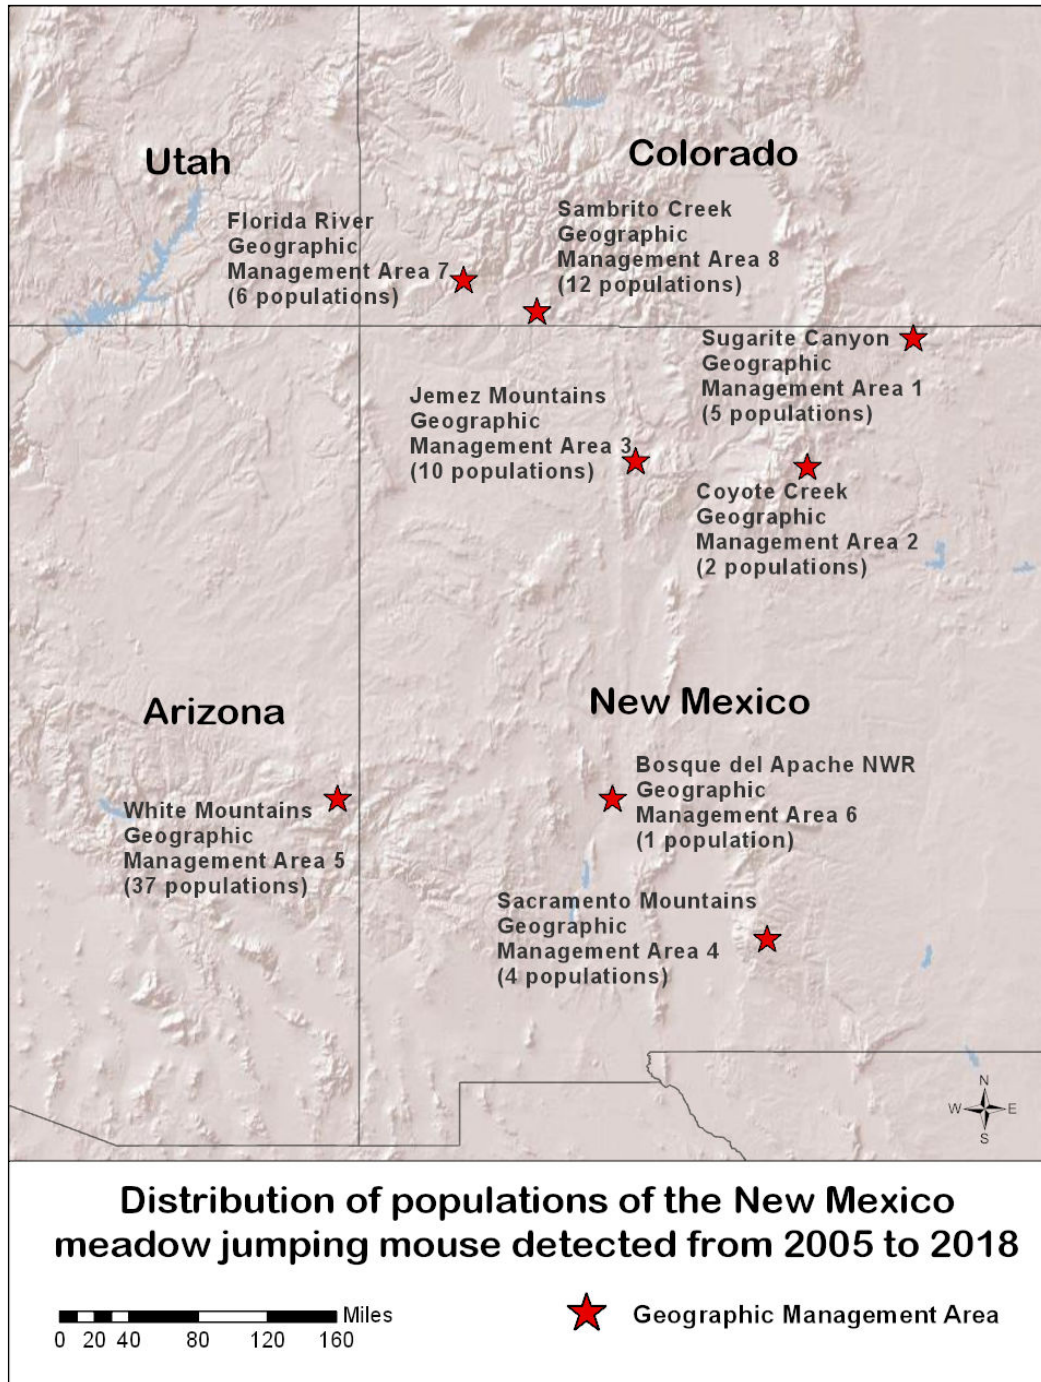 Utah
Colorado
Florida River
Geographic
Management Area 7
(6 populations)
Sambrito Creek
Geographic
Management Area 8
(12 populations)
Sugarite Canyon
Geographic
Management Area 1
(5 populations)
Jemez Mountains
Geographic
Management Area 3
(10 populations)
Coyote Creek
Geographic
Management Area 2
(2 populations)
Arizona
New Mexico
White Mountains
Geographic
Management Area 5
(37 populations)
Bosque del Apache NWR
Geographic
Management Area 6
(1 population)
Sacramento Mountains
Geographic
Management Area 4
(4 populations)
N
W E
S
Distribution of populations of the New Mexico
meadow jumping mouse detected from 2005 to 2018
Miles
0 20 40 80 120 160
Geographic Management Area